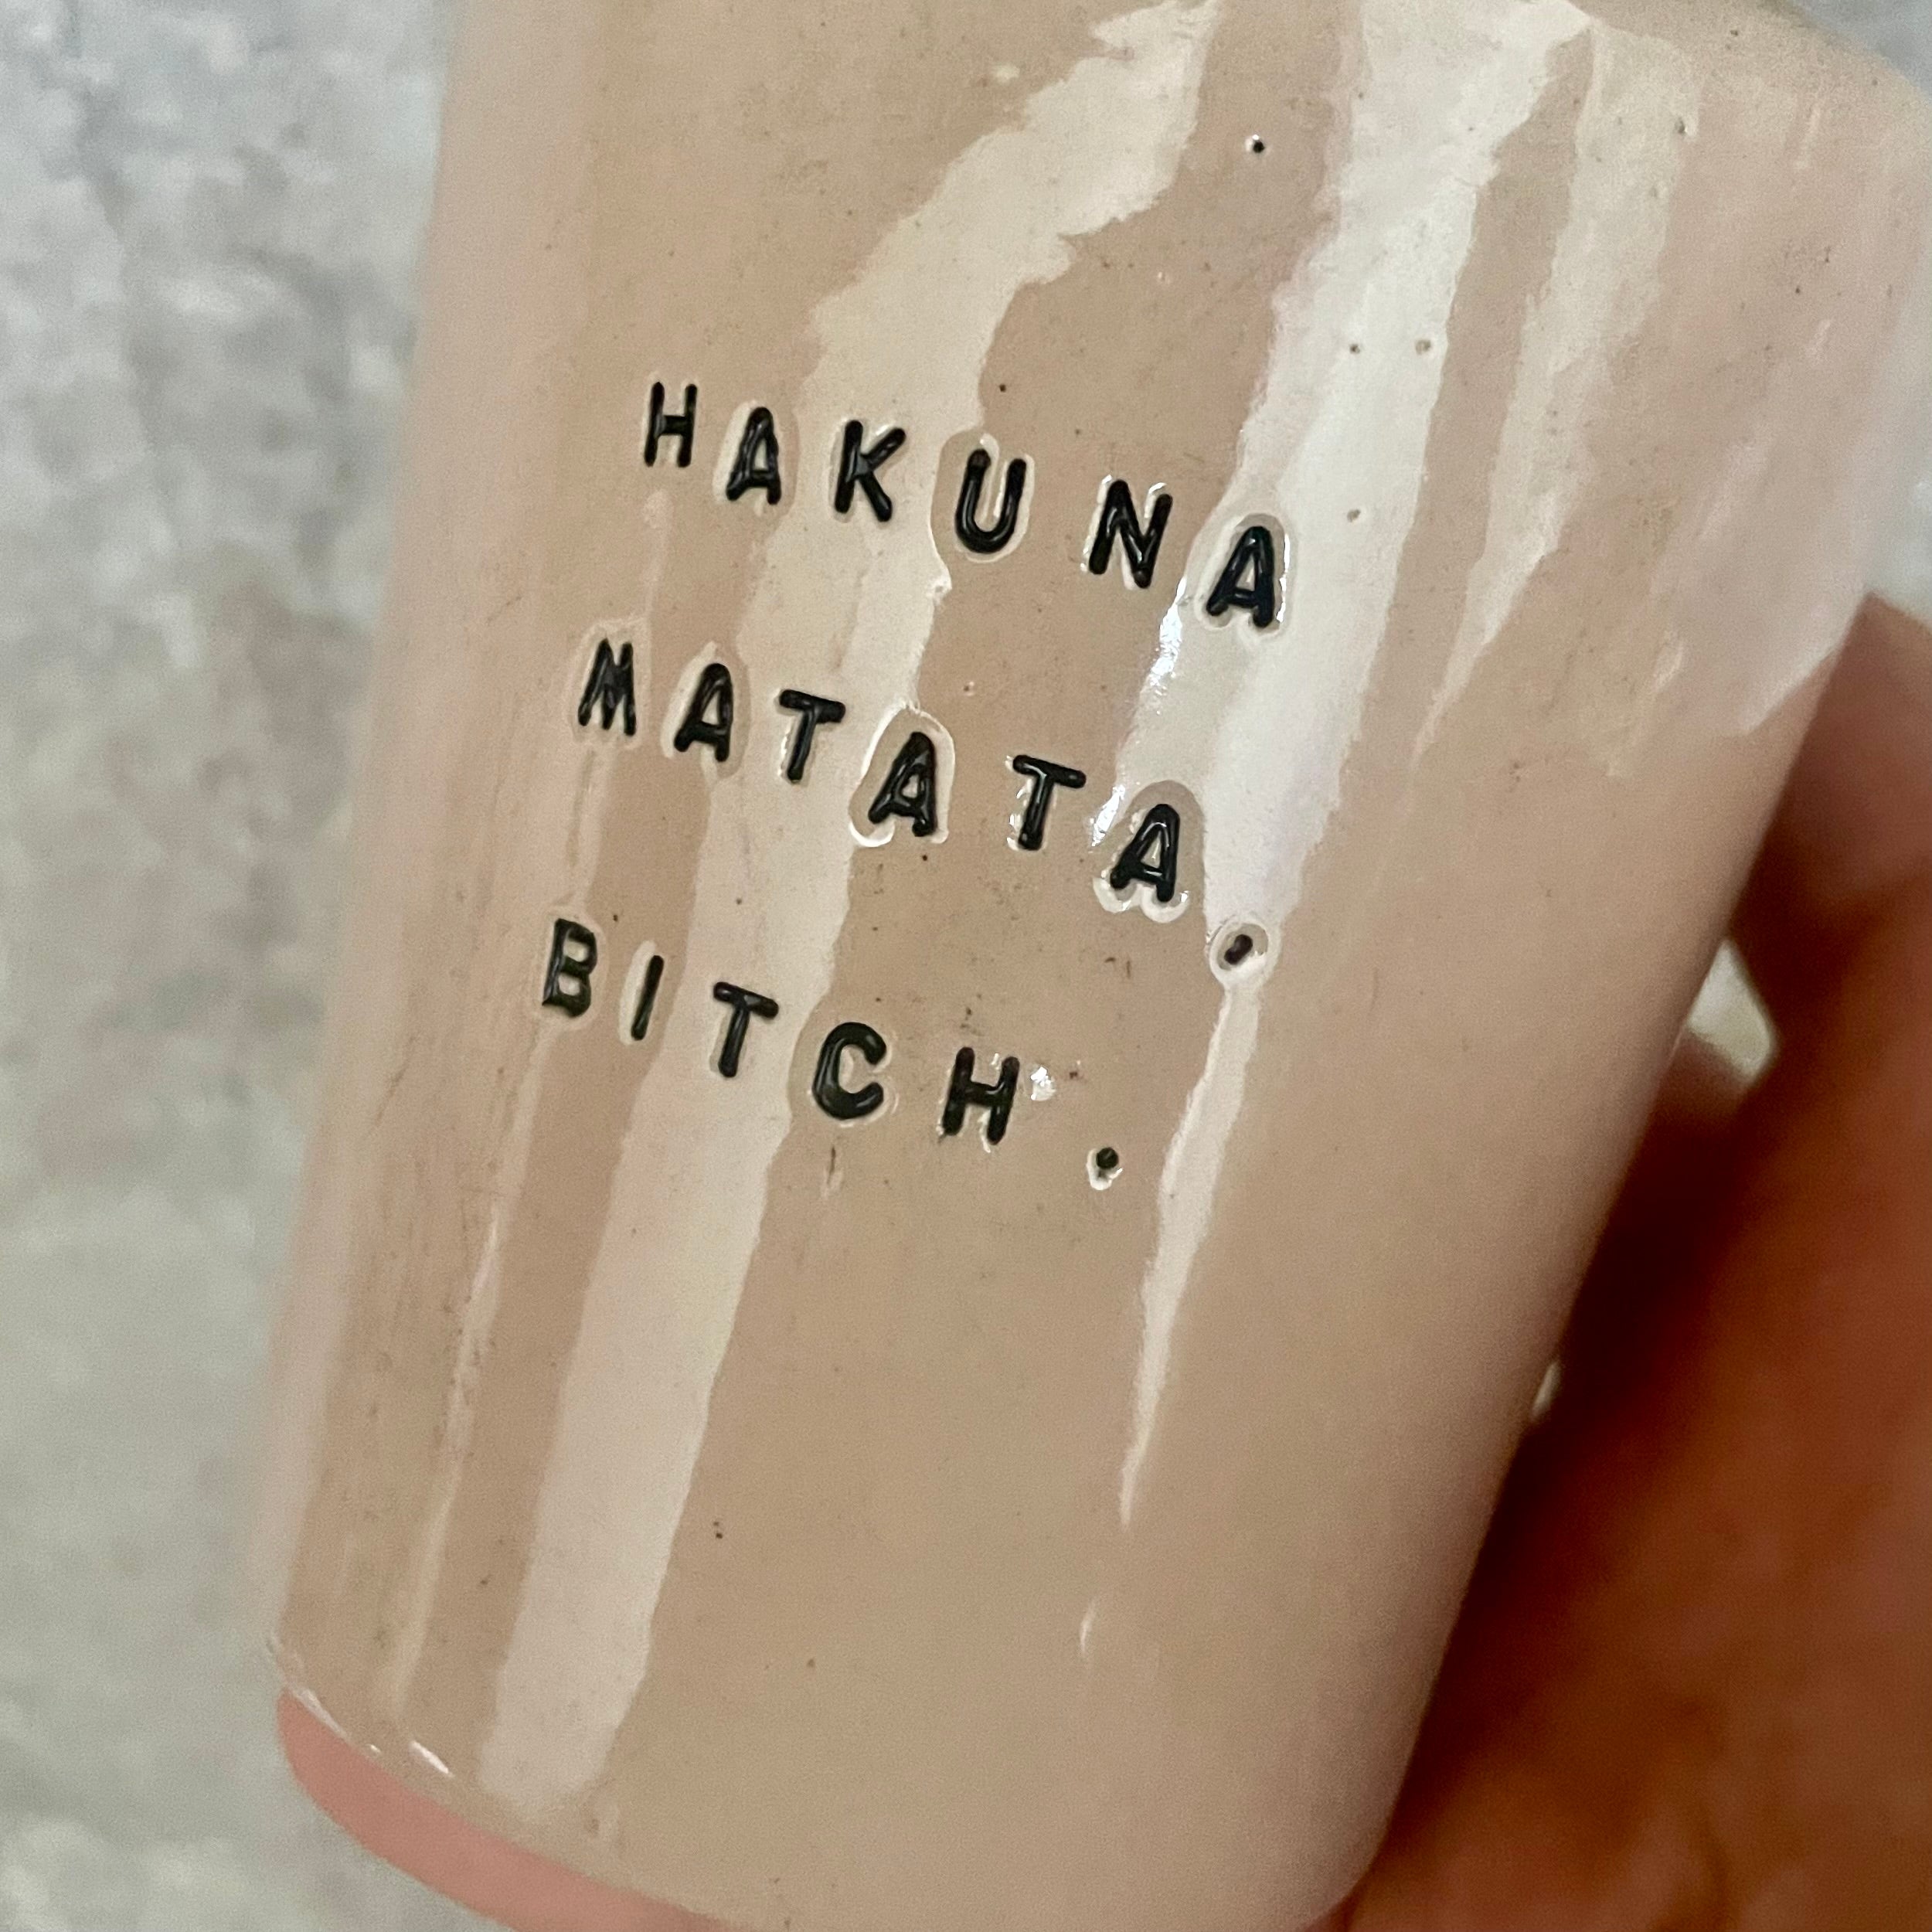 HAKUNA
MATATA,
BITCH.